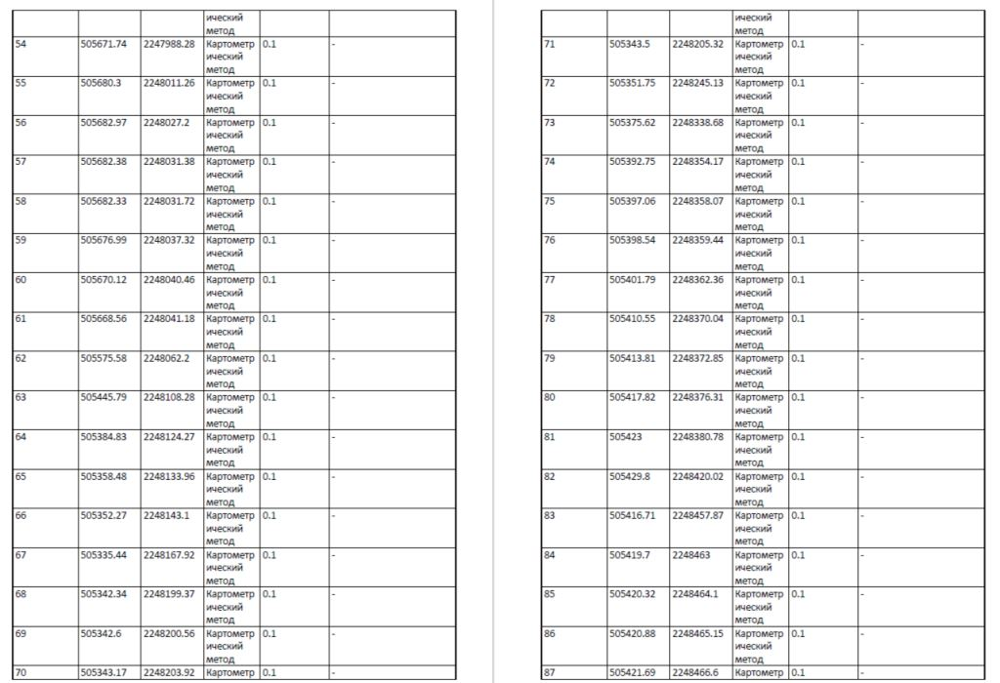 ический
метод
54 505671.74 2247988.28 Картометр 0.1 -
ический
метод
55 505680.3 2248011.26 Картометр 0.1 -
ический
метод
56 505682.97 2248027.2 Картометр 0.1 -
ический
метод
57 505682.38 2248031.38 Картометр 0.1 -
ический
метод
58 505682.33 2248031.72 Картометр 0.1 -
ический
метод
59 505676.99 2248037.32 Картометр 0.1 -
ический
метод
60 505670.12 2248040.46 Картометр 0.1 -
ический
метод
61 505668.56 2248041.18 Картометр 0.1 -
ический
метод
62 505575.58 2248062.2 Картометр 0.1 -
ический
метод
63 505445.79 2248108.28 Картометр 0.1 -
ический
метод
64 505384.83 2248124.27 Картометр 0.1 -
ический
метод
65 505358.48 2248133.96 Картометр 0.1 -
ический
метод
66 505352.27 2248143.1 Картометр 0.1 -
ический
метод
67 505335.44 2248167.92 Картометр 0.1 -
ический
метод
68 505342.34 2248199.37 Картометр 0.1 -
ический
метод
69 505342.6 2248200.56 Картометр 0.1 -
ический
метод
70 505343.17 2248203.92 Картометр 0.1 -
ический
метод
71 505343.5 2248205.32 Картометр 0.1 -
ический
метод
72 505351.75 2248245.13 Картометр 0.1 -
ический
метод
73 505375.62 2248338.68 Картометр 0.1 -
ический
метод
74 505392.75 2248354.17 Картометр 0.1 -
ический
метод
75 505397.06 2248358.07 Картометр 0.1 -
ический
метод
76 505398.54 2248359.44 Картометр 0.1 -
ический
метод
77 505401.79 2248362.36 Картометр 0.1 -
ический
метод
78 505410.55 2248370.04 Картометр 0.1 -
ический
метод
79 505413.81 2248372.85 Картометр 0.1 -
ический
метод
80 505417.82 2248376.31 Картометр 0.1 -
ический
метод
81 505423 2248380.78 Картометр 0.1 -
ический
метод
82 505429.8 2248420.02 Картометр 0.1 -
ический
метод
83 505416.71 2248457.87 Картометр 0.1 -
ический
метод
84 505419.7 2248463 Картометр 0.1 -
ический
метод
85 505420.32 2248464.1 Картометр 0.1 -
ический
метод
86 505420.88 2248465.15 Картометр 0.1 -
ический
метод
87 505421.69 2248466.6 Картометр 0.1 -